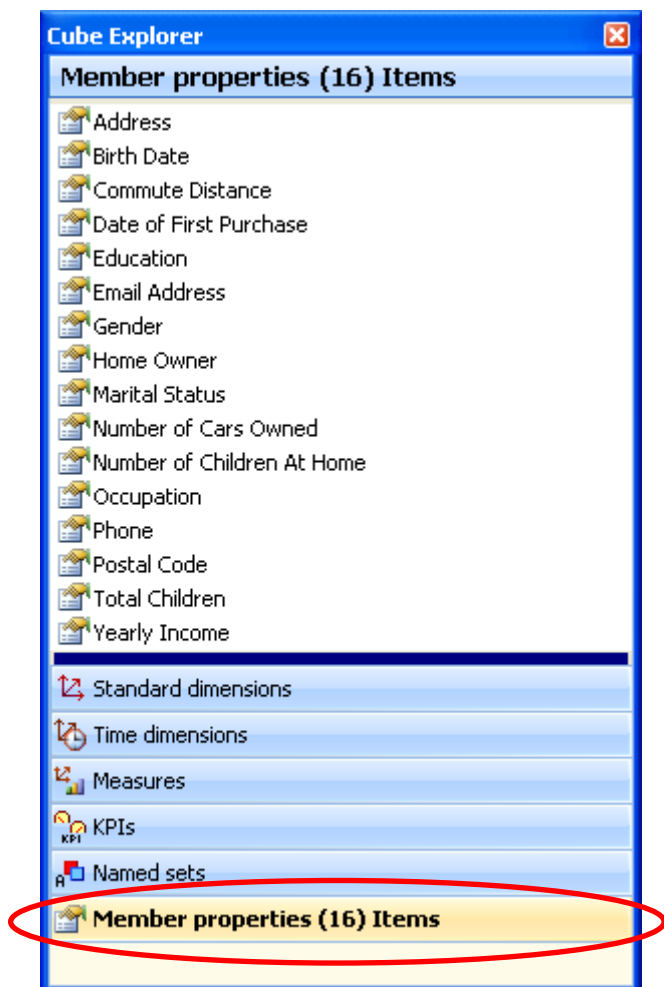 Cube Explorer
Member properties (16) Items
Address
Birth Date
Commute Distance
Date of First Purchase
Education
Email Address
Gender
Home Owner
Marital Status
Number of Cars Owned
Number of Children At Home
Occupation
Phone
Postal Code
Total Children
Yearly Income
Standard dimensions
Time dimensions
Measures
KPI
KPIs
A
Named sets
Member properties (16) Items